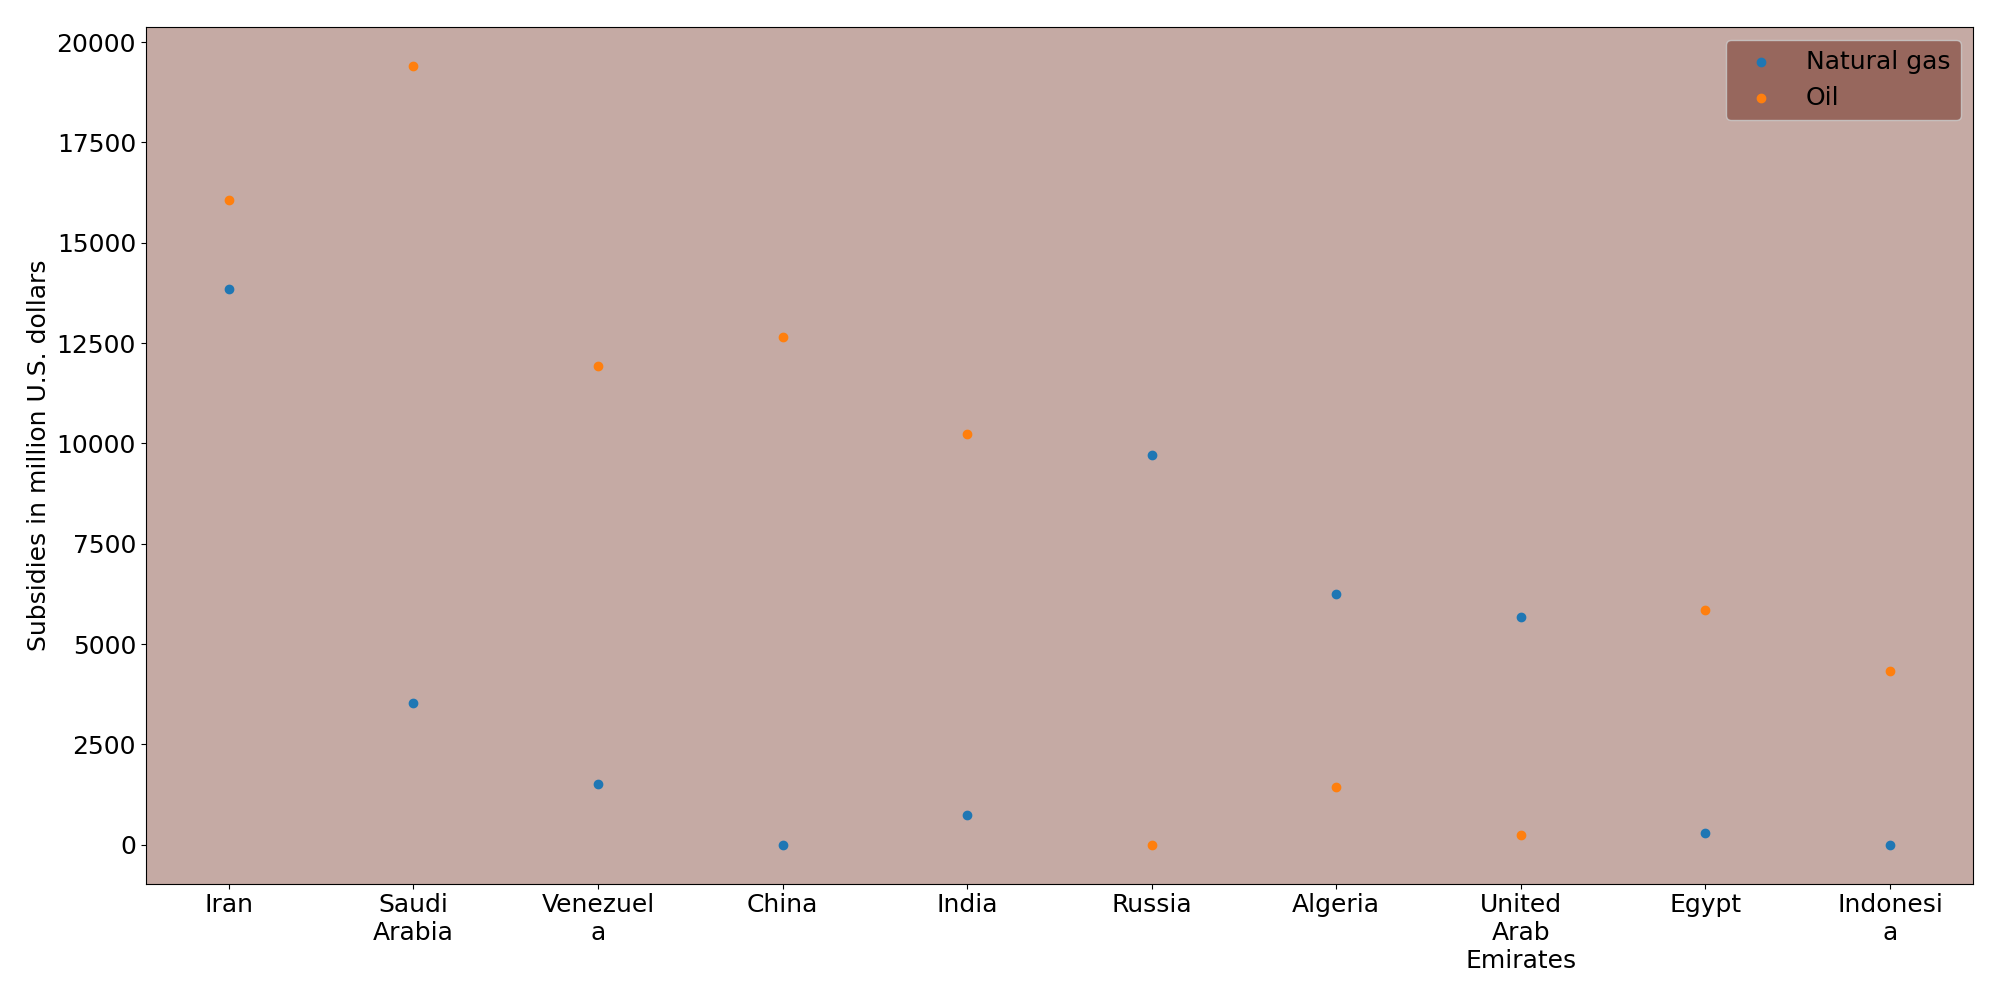 20000
17500
15000
12500
10000
7500
5000
2500
0
Subsidies in million U.S. dollars
Natural gas
Oil
Iran
Saudi
Arabia
Venezuel
a
China
India
Russia
Algeria
United
Arab
Emirates
Egypt
Indonesi
a